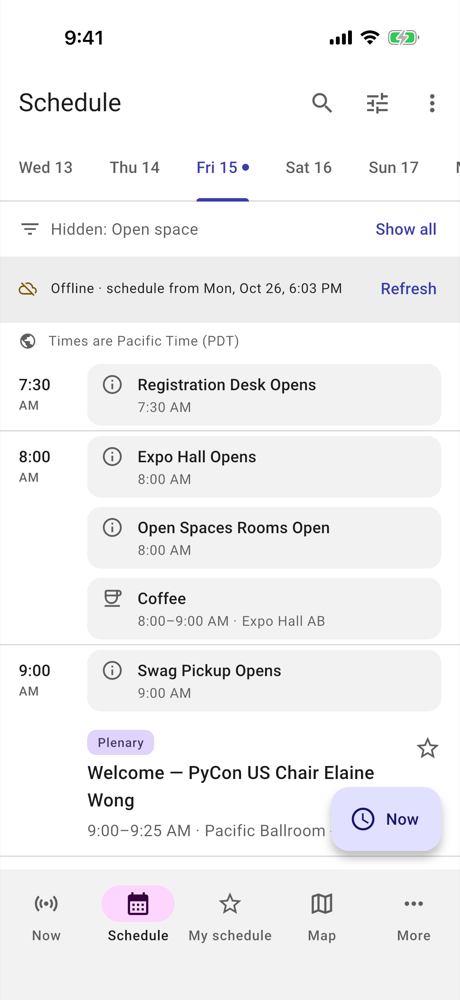 9:41
Schedule
Wed 13
Thu 14
Fri 15
Sat 16
Sun 17
Hidden: Open space
Show all
Offline · schedule from Mon, Oct 26, 6:03 PM
Refresh
Times are Pacific Time (PDT)
7:30
AM
Registration Desk Opens
7:30 AM
8:00
AM
Expo Hall Opens
8:00 AM
Open Spaces Rooms Open
8:00 AM
Coffee
8:00–9:00 AM · Expo Hall AB
9:00
AM
Swag Pickup Opens
9:00 AM
Plenary
Welcome — PyCon US Chair Elaine
Wong
9:00–9:25 AM · Pacific Ballroom
Now
Now
Schedule
My schedule
Map
More